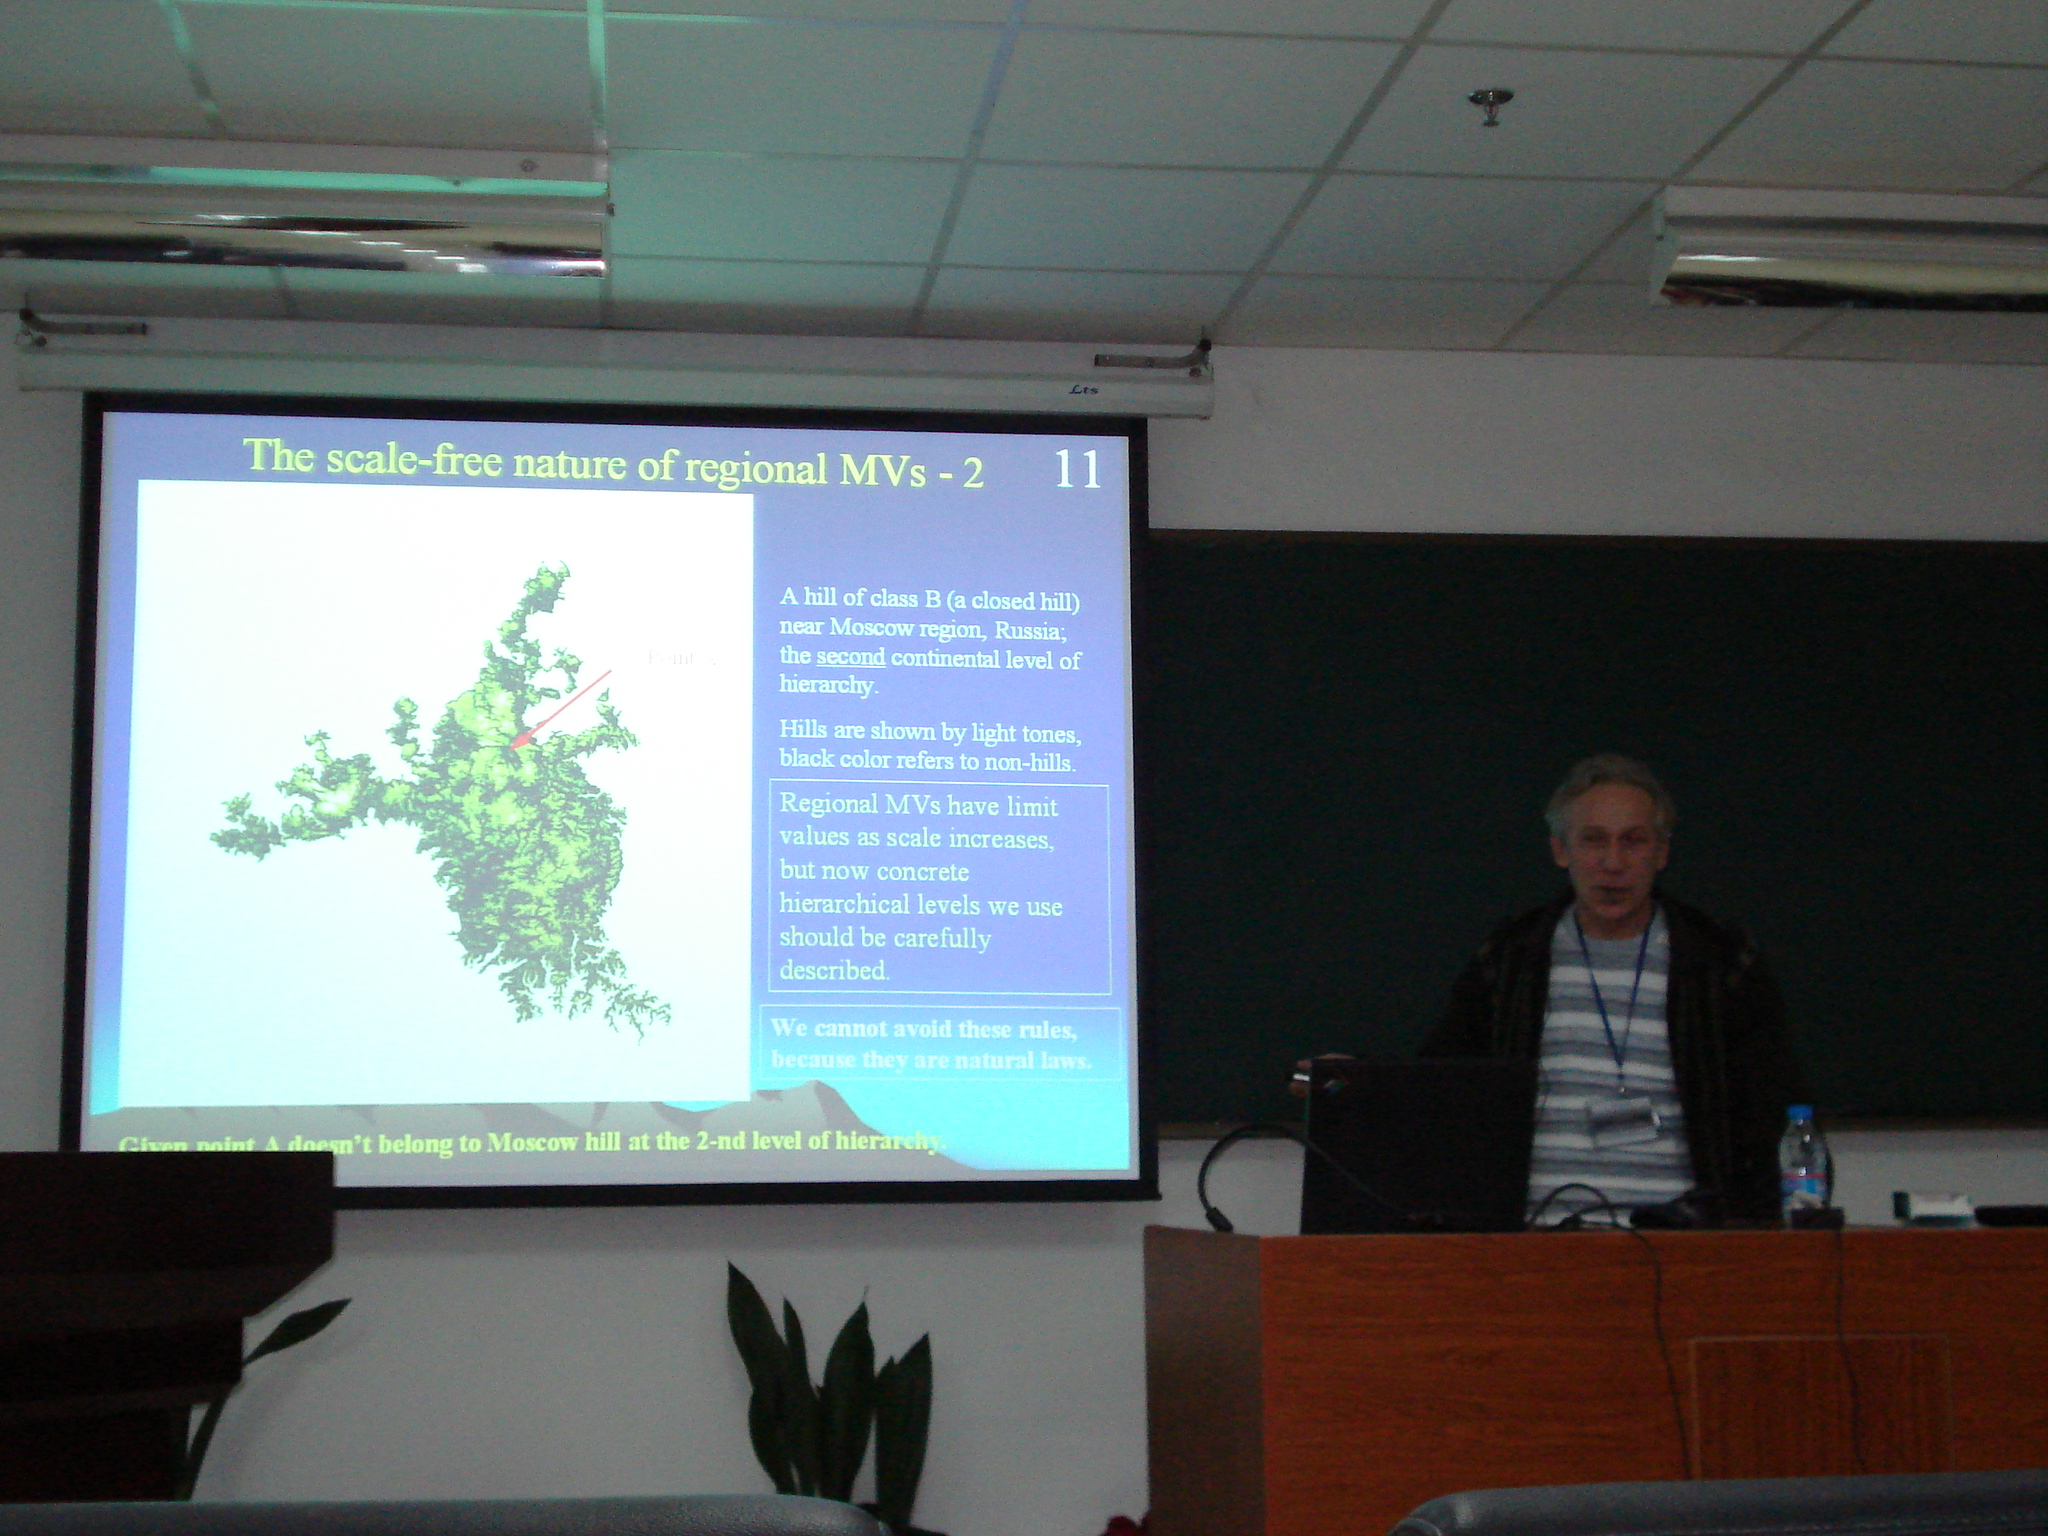 Lts
The scale-free nature of regional MVs - 2
11
Point
A hill of class B (a closed hill)
near Moscow region, Russia;
the second continental level of
hierarchy.
Hills are shown by light tones,
black color refers to non-hills.
Regional MVs have limit
values as scale increases,
but now concrete
hierarchical levels we use
should be carefully
described.
We cannot avoid these rules,
because they are natural laws.
Given point A doesn't belong to Moscow hill at the 2-nd level of hierarchy.